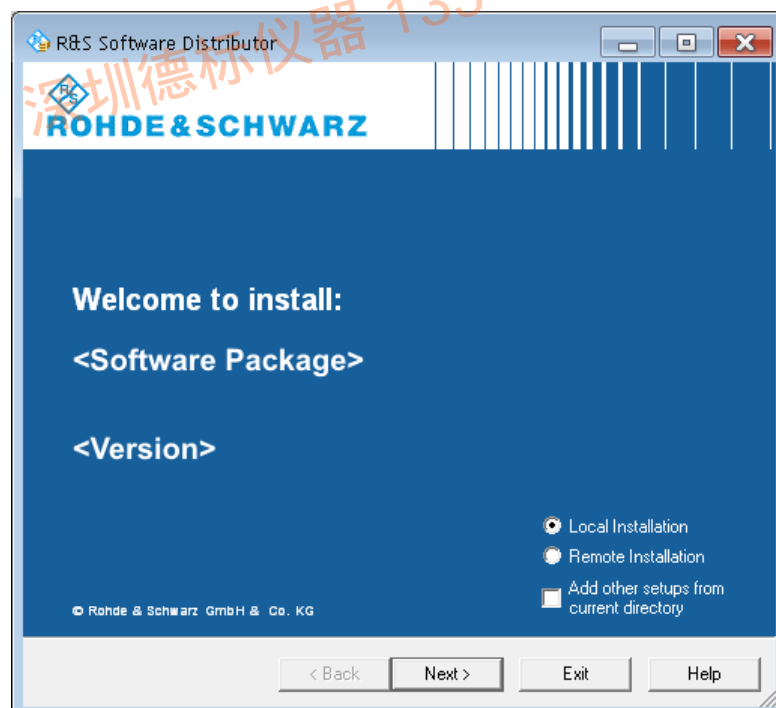 R&S Software Distributor
深圳德标仪器 133
R&S
ROHDE&SCHWARZ
Welcome to install:
<Software Package>
<Version>
Local Installation
Remote Installation
Add other setups from
current directory
© Rohde & Schwarz GmbH & Co. KG
< Back
Next >
Exit
Help